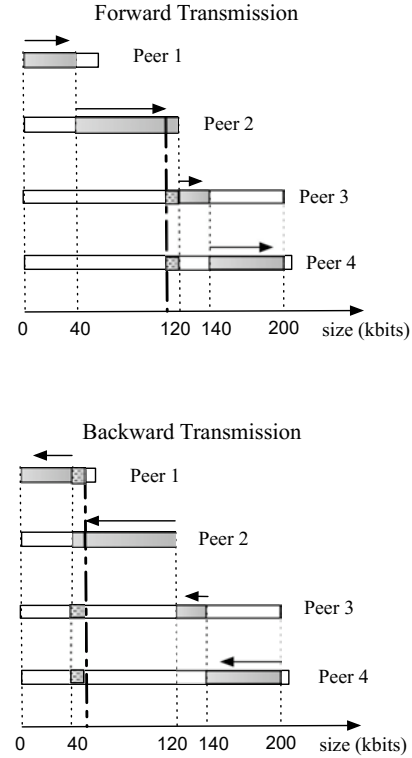 Forward Transmission
Peer 1
Peer 2
Peer 3
Peer 4
0 40 120 140 200 size (kbits)
Backward Transmission
Peer 1
Peer 2
Peer 3
Peer 4
0 40 120 140 200 size (kbits)